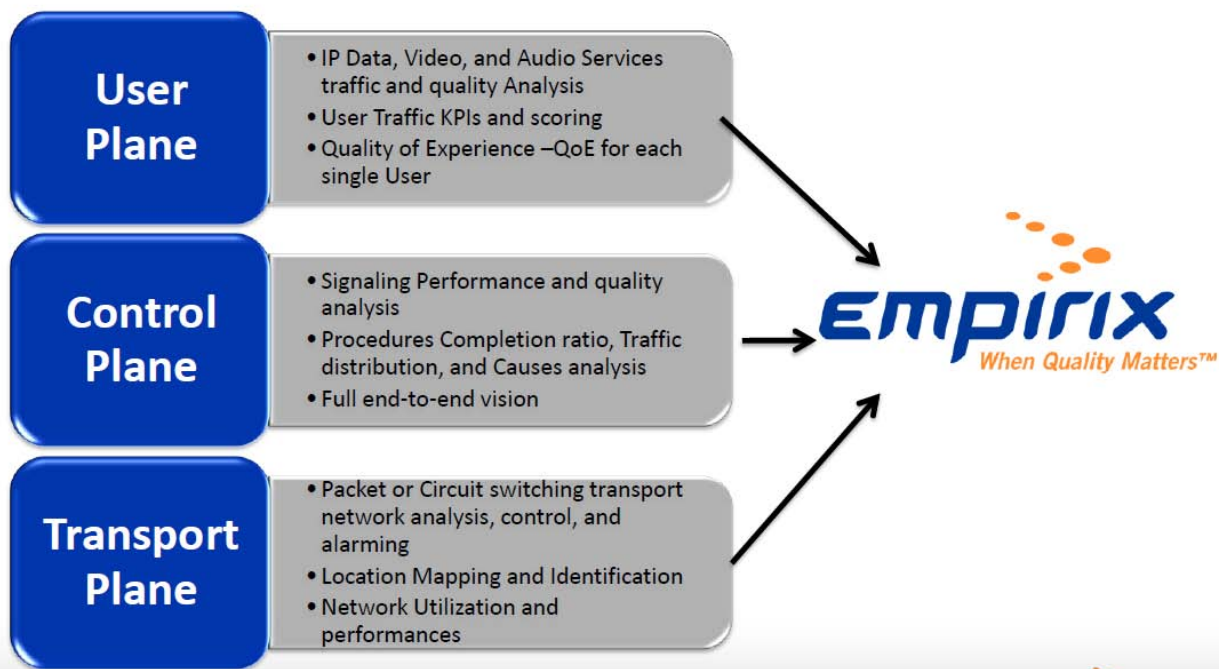 User
Plane
• IP Data, Video, and Audio Services
traffic and quality Analysis
• User Traffic KPIs and scoring
• Quality of Experience –QoE for each
single User
Control
Plane
• Signaling Performance and quality
analysis
• Procedures Completion ratio, Traffic
distribution, and Causes analysis
• Full end-to-end vision
Transport
Plane
• Packet or Circuit switching transport
network analysis, control, and
alarming
• Location Mapping and Identification
• Network Utilization and
performances
EMPIRIX
When Quality Matters™